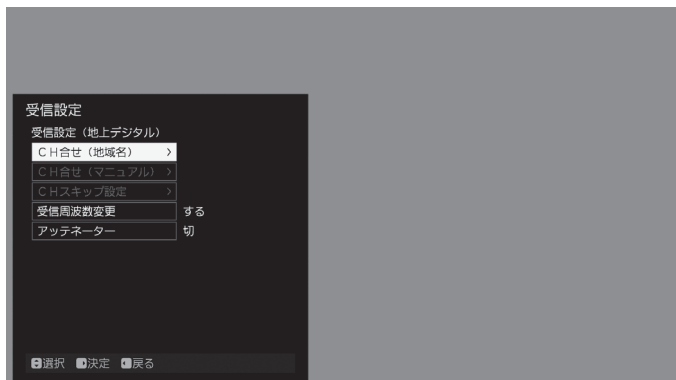 受信設定
受信設定（地上デジタル）
ＣＨ合せ（地域名） >
ＣＨ合せ（マニュアル） >
ＣＨスキップ設定 >
受信周波数変更 する
アッテネーター 切
選択 決定 戻る